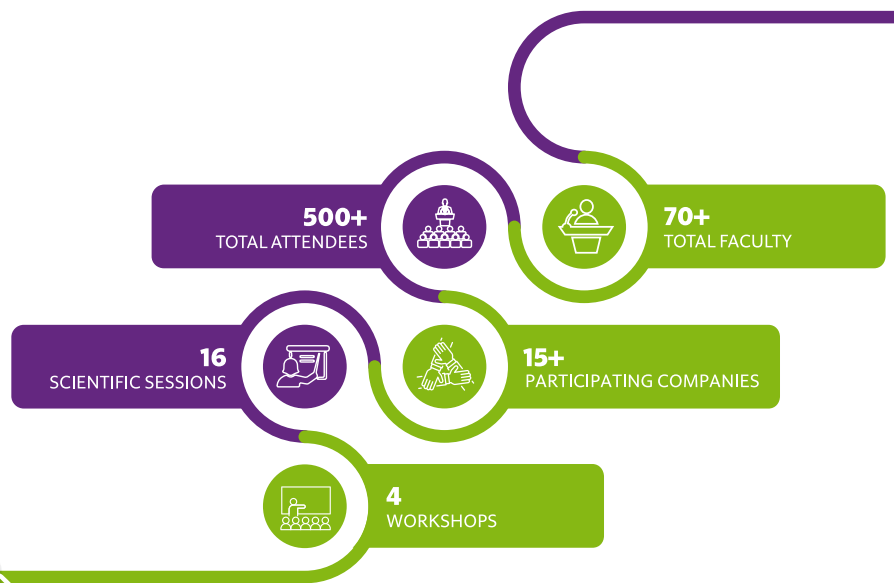 500+
TOTAL ATTENDEES
70+
TOTAL FACULTY
16
SCIENTIFIC SESSIONS
15+
PARTICIPATING COMPANIES
4
WORKSHOPS